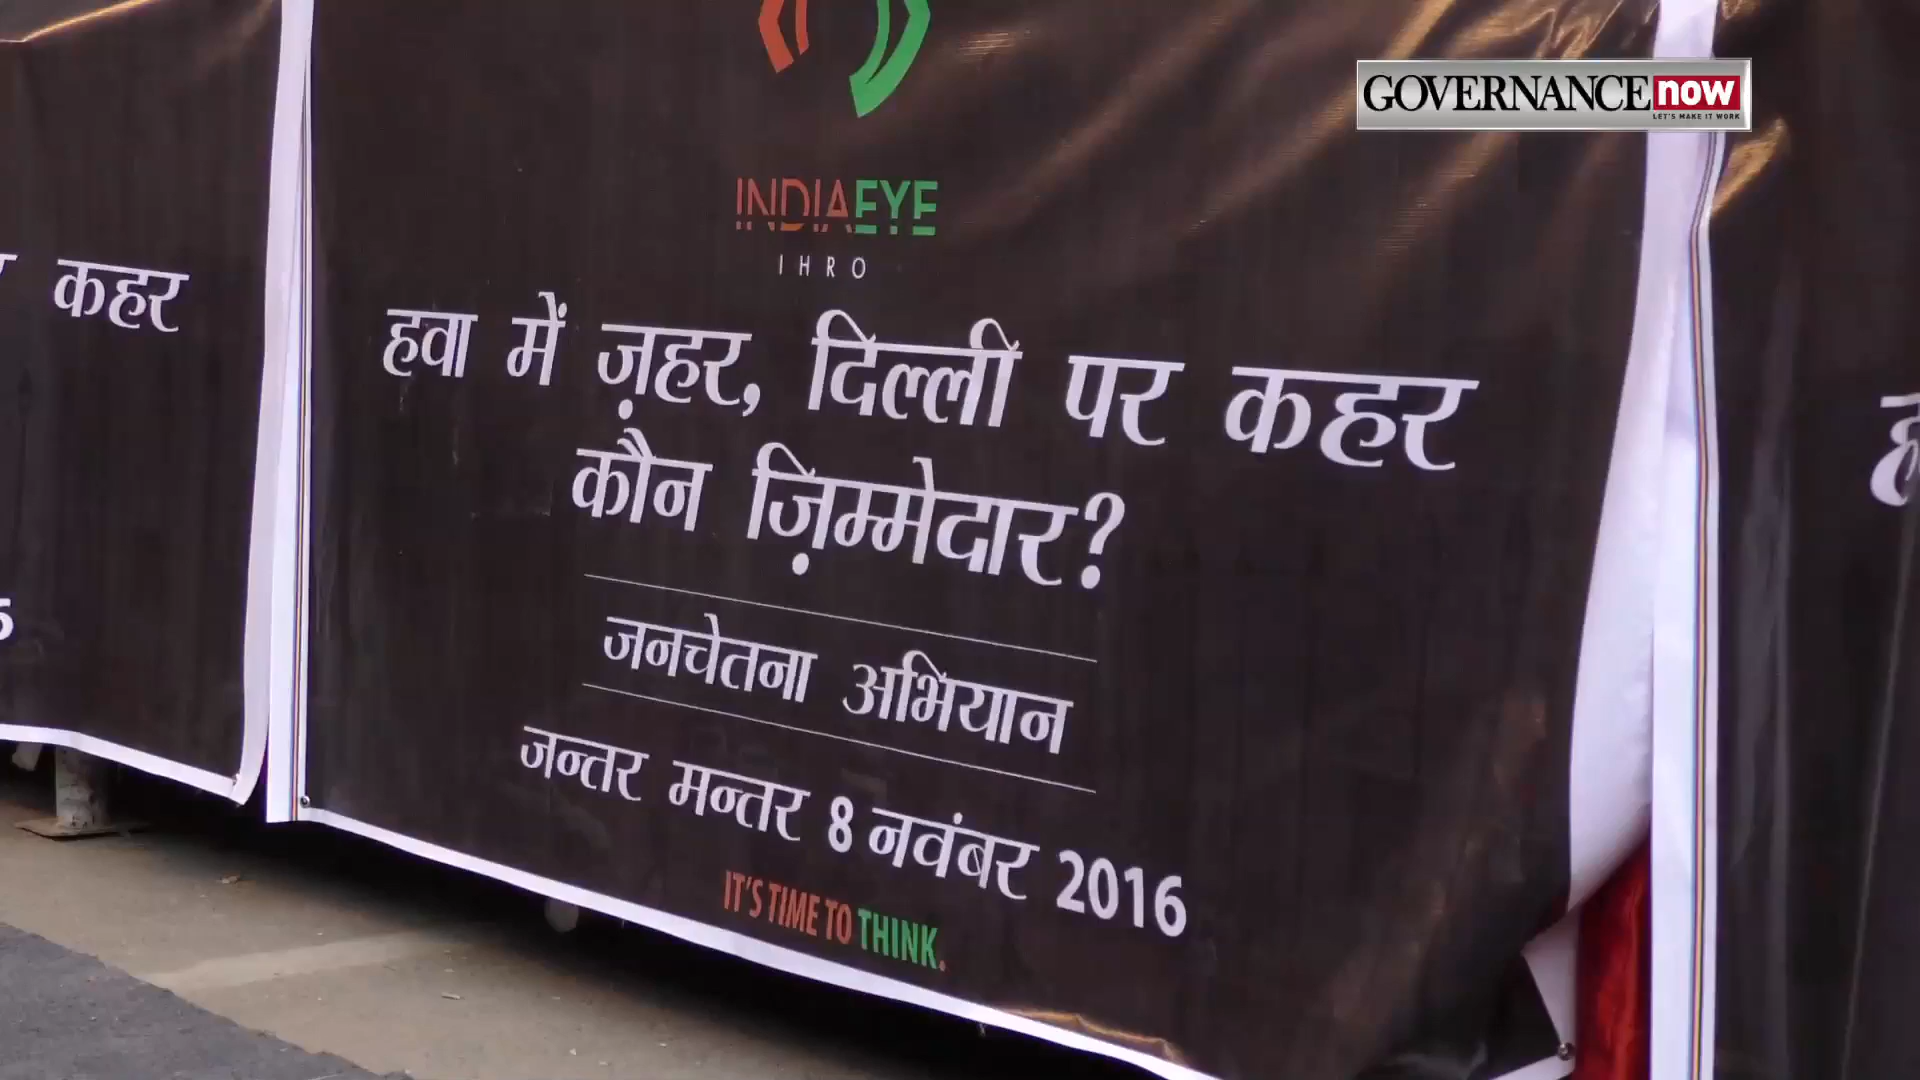 GOVERNANCE now
LET'S MAKE IT WORK
INDIAEYE
IHRO
कहर
हवा में ज़हर, दिल्ली पर कहर
कौन ज़िम्मेदार?
जनचेतना अभियान
जन्तर मन्तर 8 नवंबर 2016
IT'S TIME TO THINK.